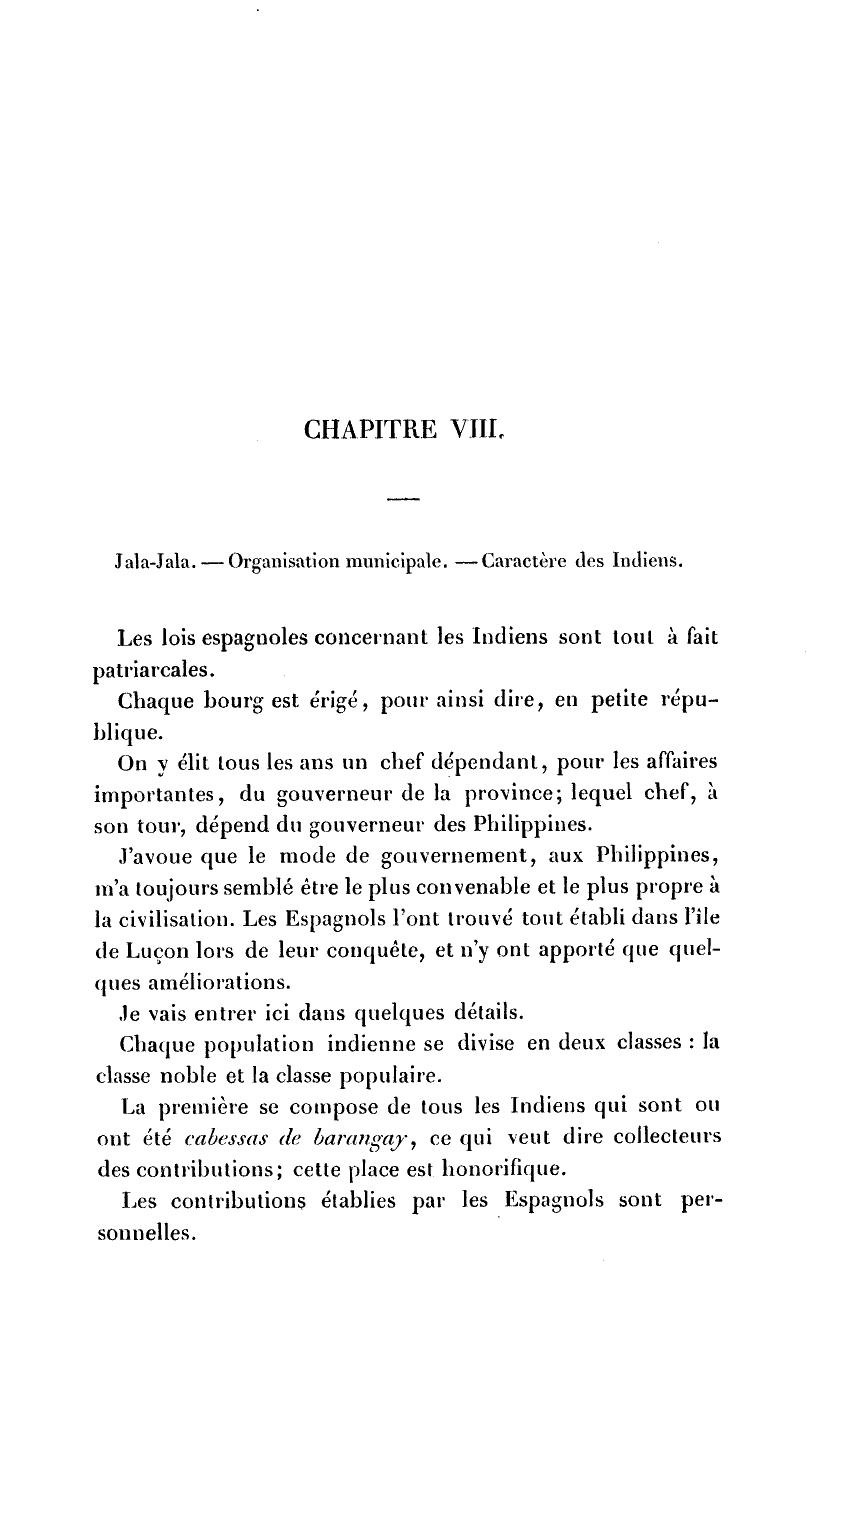 CHAPITRE VIII.
—
Jala-Jala. — Organisation municipale. — Caractère des Indiens.
Les lois espagnoles concernant les Indiens sont tout à fait
patriarcales.
Chaque bourg est érigé, pour ainsi dire, en petite répu-
blique.
On y élit tous les ans un chef dépendant, pour les affaires
importantes, du gouverneur de la province; lequel chef, à
son tour, dépend du gouverneur des Philippines.
J'avoue que le mode de gouvernement, aux Philippines,
m'a toujours semblé être le plus convenable et le plus propre à
la civilisation. Les Espagnols l'ont trouvé tout établi dans l'île
de Luçon lors de leur conquête, et n'y ont apporté que quel-
ques améliorations.
Je vais entrer ici dans quelques détails.
Chaque population indienne se divise en deux classes : la
classe noble et la classe populaire.
La première se compose de tous les Indiens qui sont ou
ont été cabessas de barangay, ce qui veut dire collecteurs
des contributions; cette place est honorifique.
Les contributions établies par les Espagnols sont per-
sonnelles.